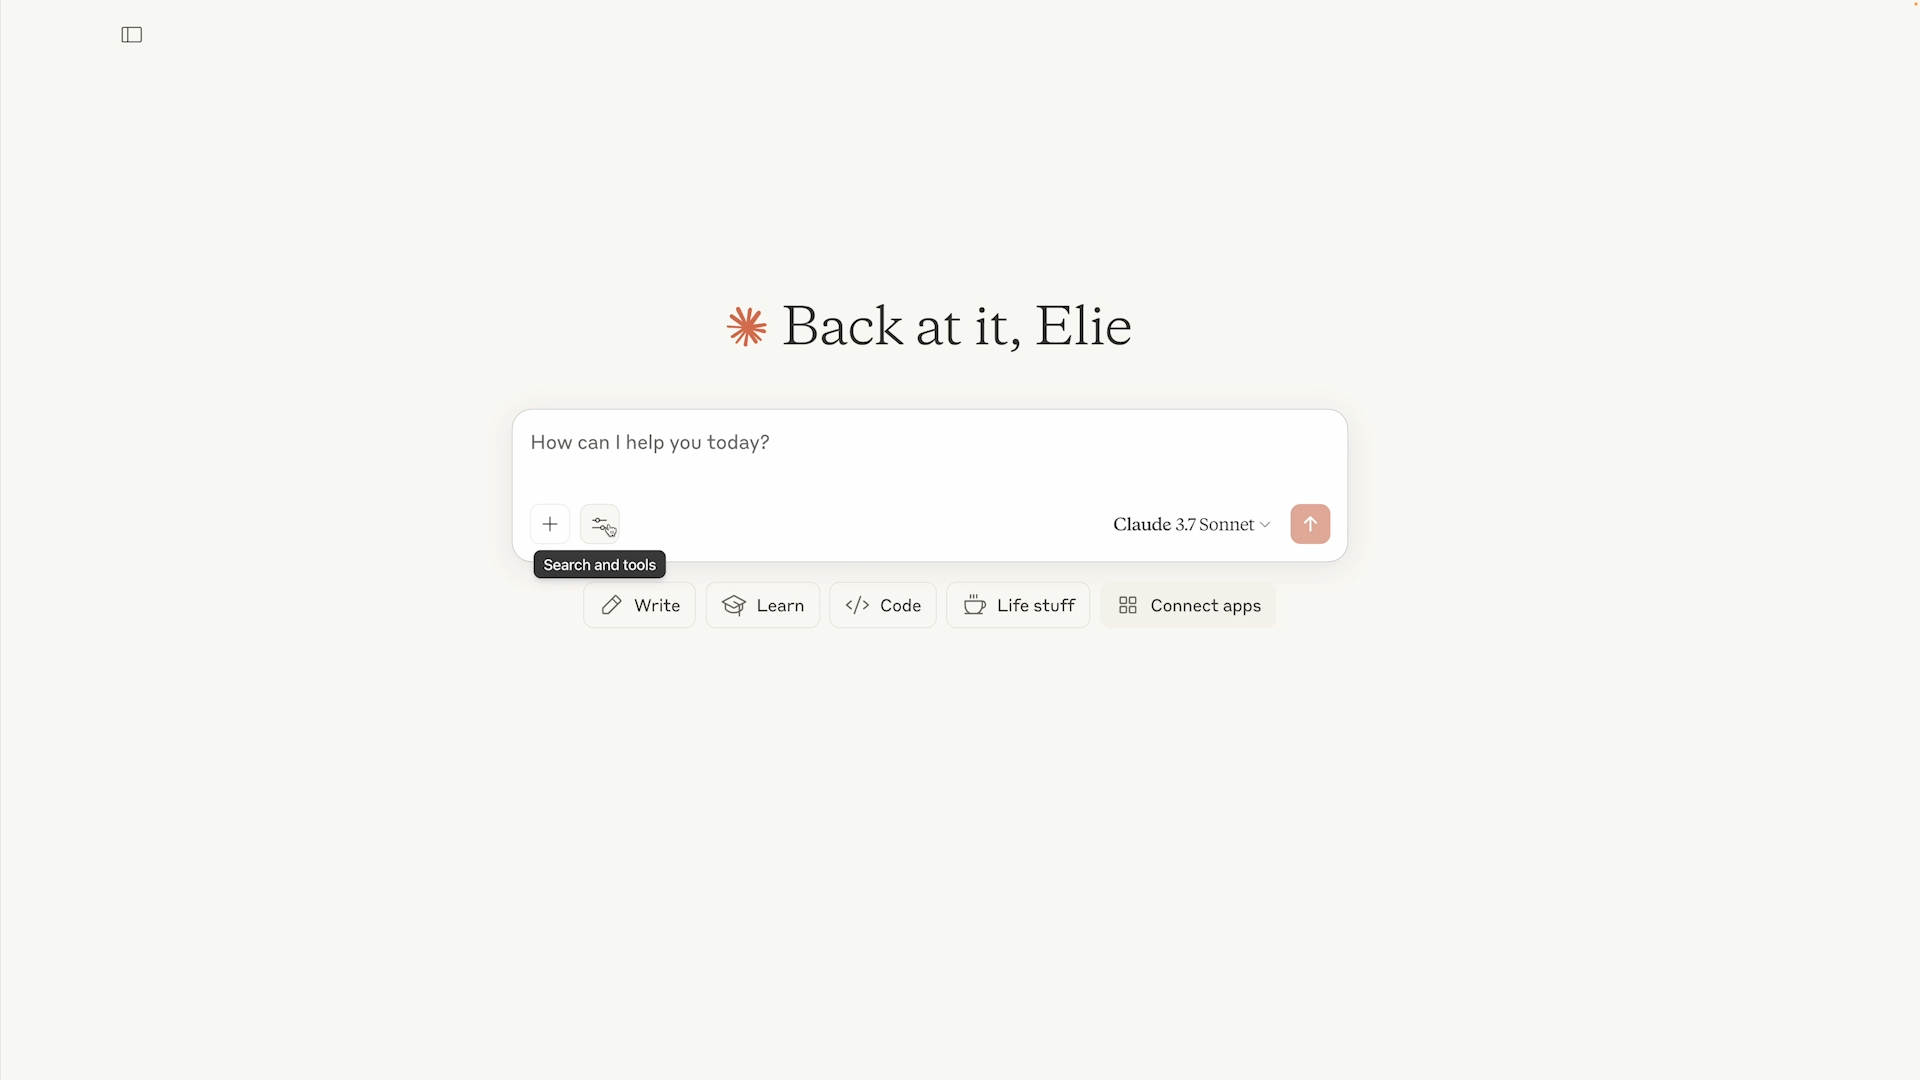 Back at it, Elie
How can I help you today?
Claude 3.7 Sonnet
Search and tools
Write
Learn
Code
Life stuff
Connect apps